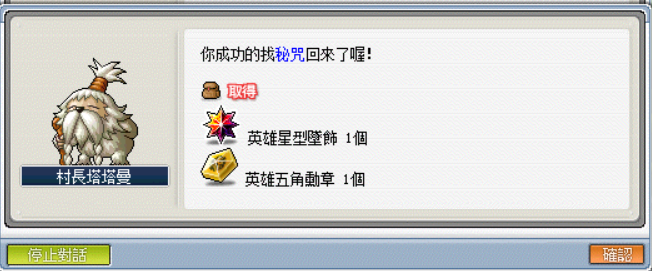 你成功的找秘咒回來了喔!
取得
英雄星型墜飾 1個
英雄五角勳章 1個
村長塔塔曼
停止對話
確認